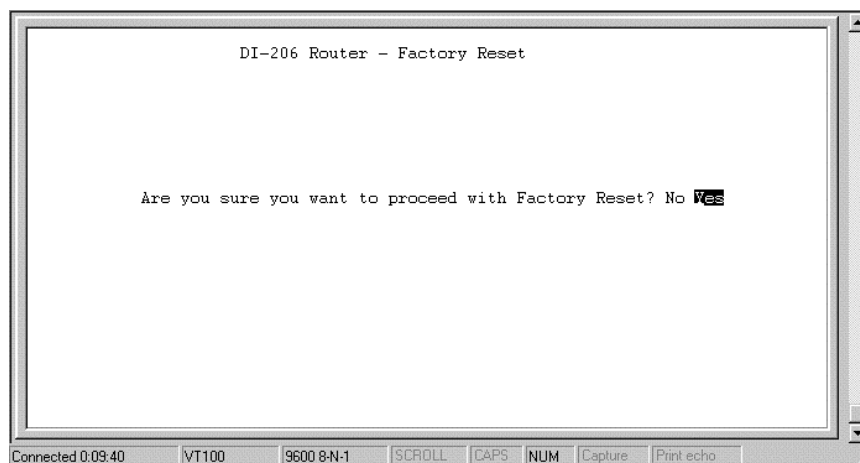 DI-206 Router - Factory Reset
Are you sure you want to proceed with Factory Reset? No Yes
Connected 0:09:40 VT100 9600 8-N-1 SCROLL CAPS NUM Capture Print echo